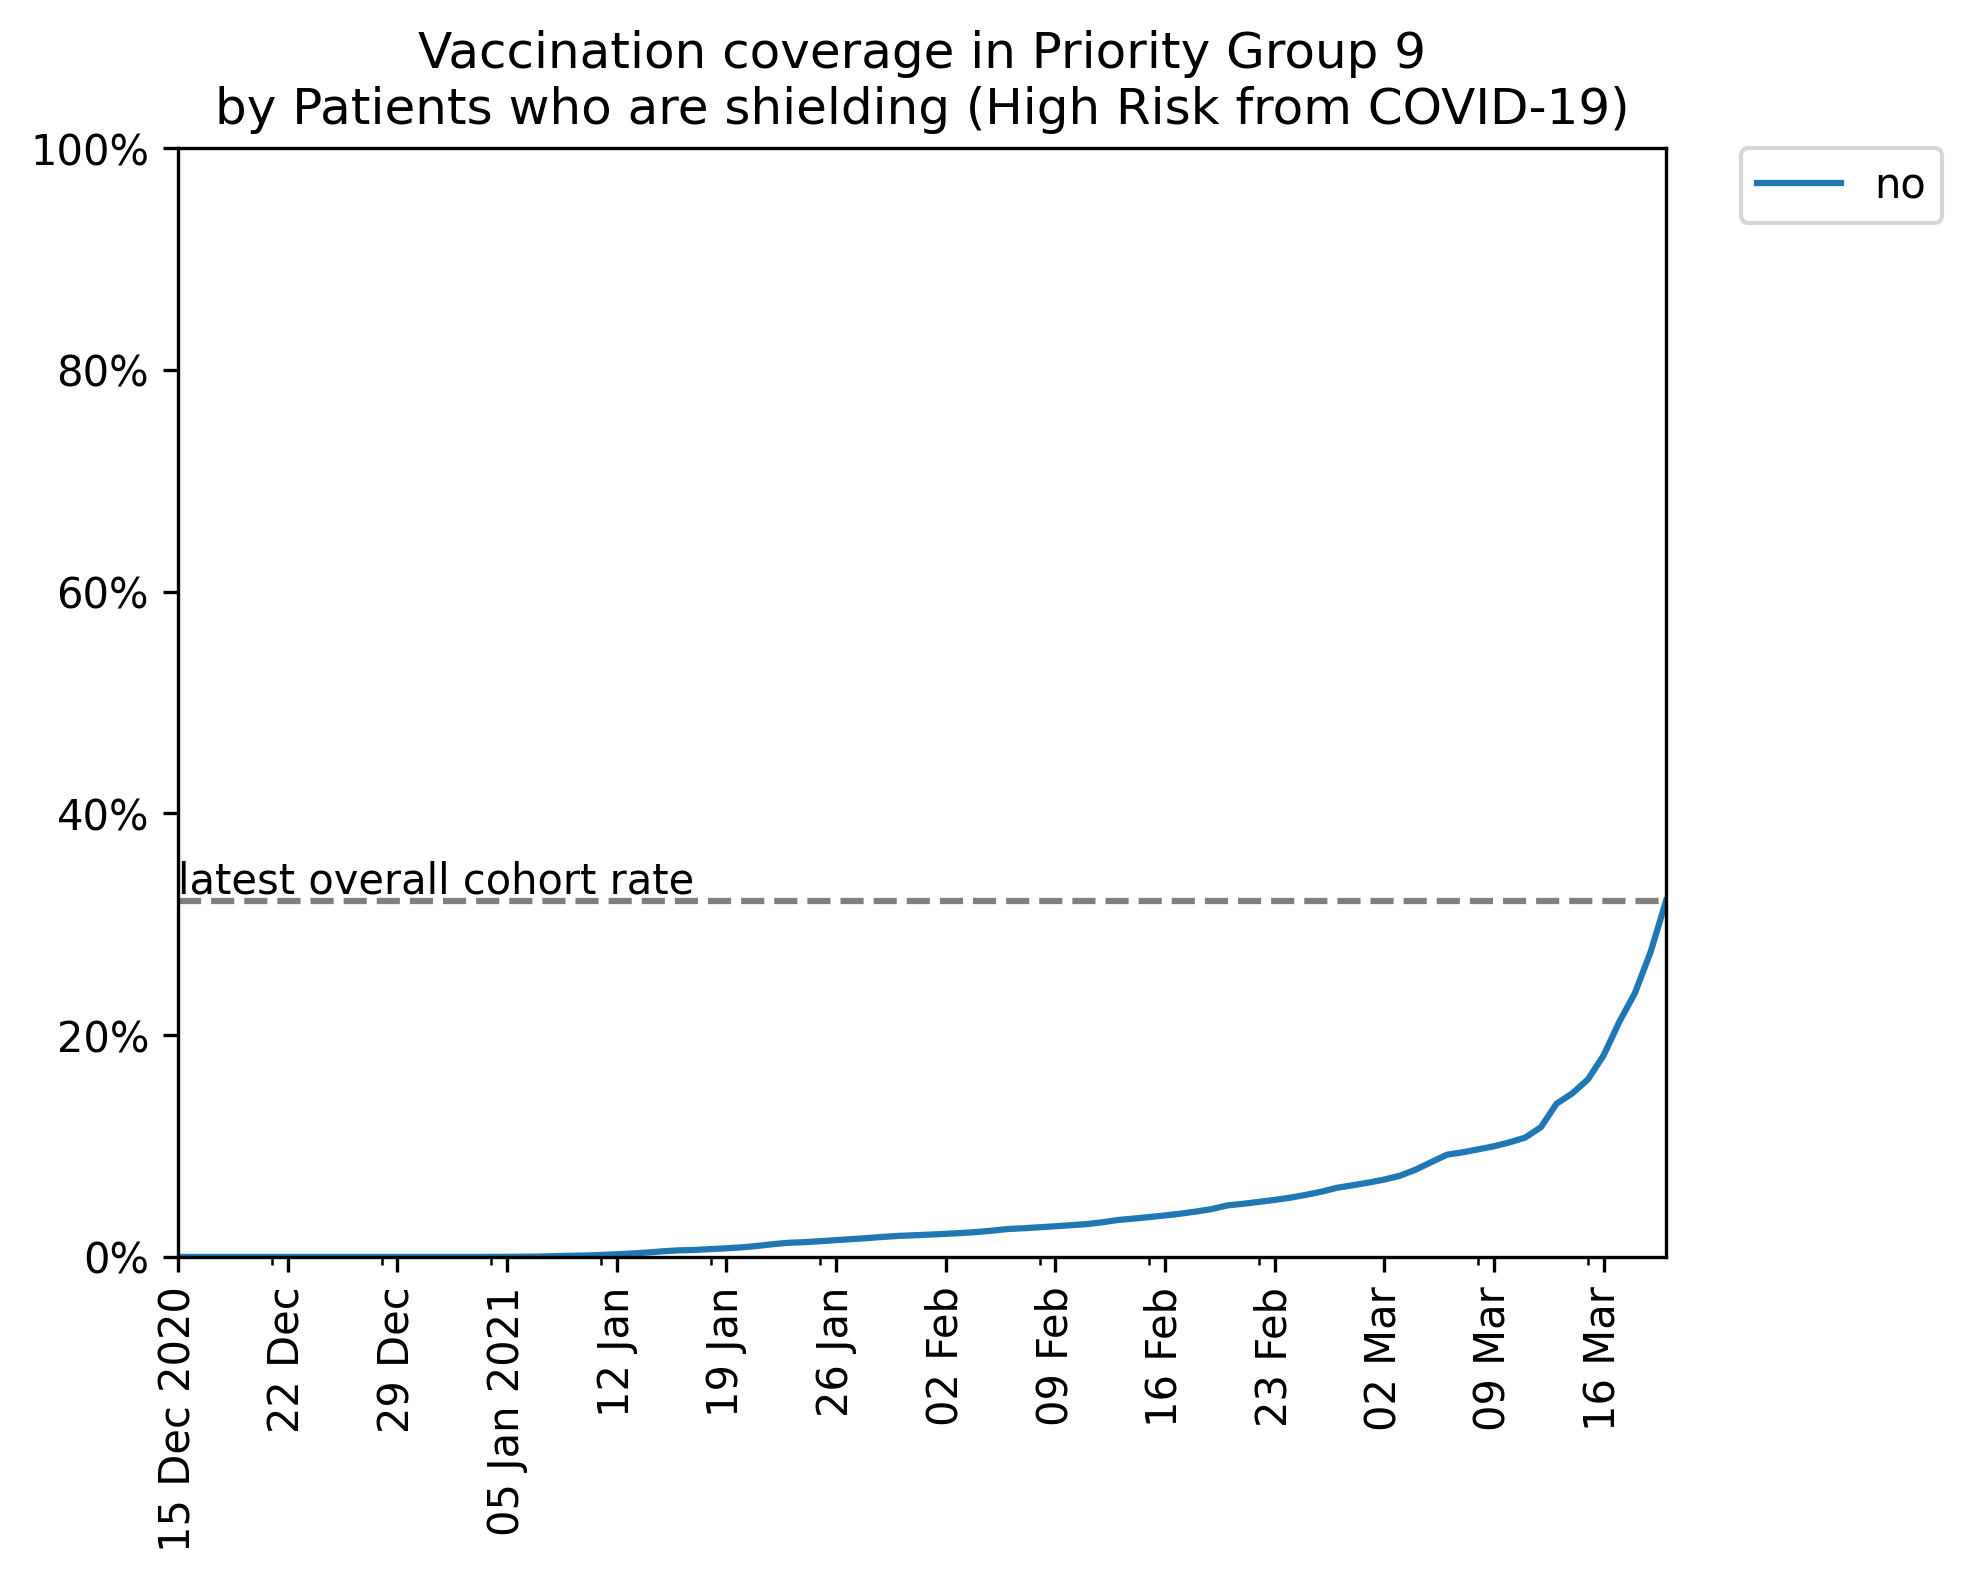 Vaccination coverage in Priority Group 9
by Patients who are shielding (High Risk from COVID-19)
100%
80%
60%
40%
20%
0%
no
latest overall cohort rate
15 Dec 2020
22 Dec
29 Dec
05 Jan 2021
12 Jan
19 Jan
26 Jan
02 Feb
09 Feb
16 Feb
23 Feb
02 Mar
09 Mar
16 Mar